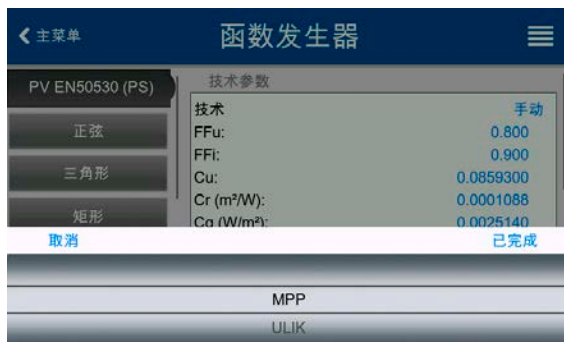 主菜单
函数发生器
PV EN50530 (PS)
正弦
三角形
矩形
技术参数
技术 手动
FFu: 0.800
FFi: 0.900
Cu: 0.0859300
Cr (m²/W): 0.0001088
Cg (W/m²): 0.0025140
取消 已完成
MPP
ULIK